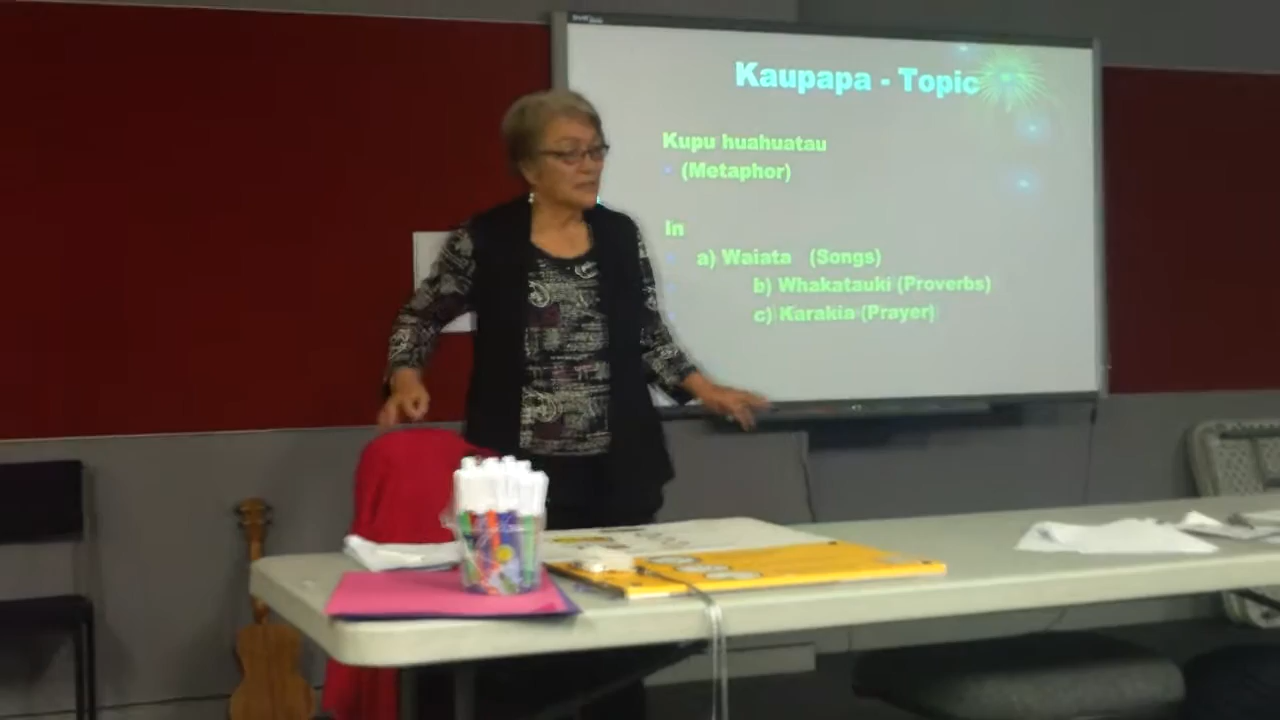 Kaupapa - Topic
Kupu huahuatau
(Metaphor)
In
a) Waiata (Songs)
b) Whakatauki (Proverbs)
c) Karakia (Prayer)